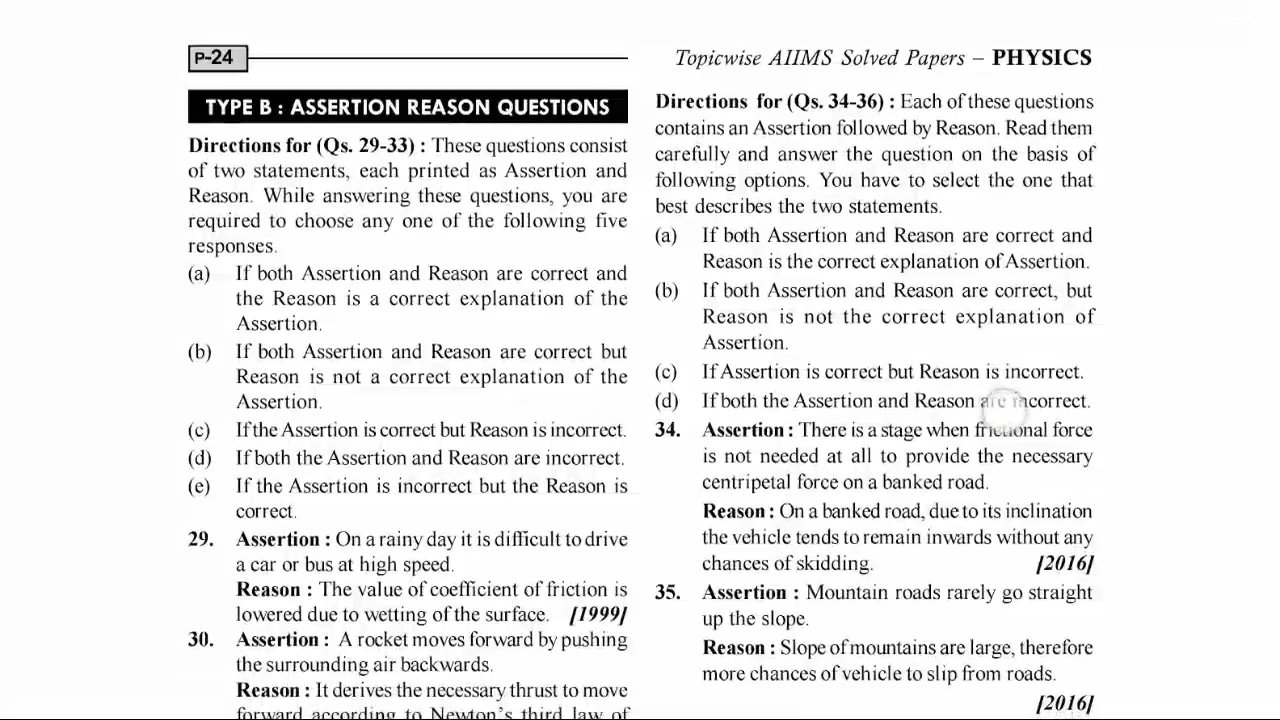 P-24
Topicwise AIIMS Solved Papers – PHYSICS
TYPE B : ASSERTION REASON QUESTIONS
Directions for (Qs. 29-33) : These questions consist
of two statements, each printed as Assertion and
Reason. While answering these questions, you are
required to choose any one of the following five
responses.
(a) If both Assertion and Reason are correct and
the Reason is a correct explanation of the
Assertion.
(b) If both Assertion and Reason are correct but
Reason is not a correct explanation of the
Assertion.
(c) If the Assertion is correct but Reason is incorrect.
(d) If both the Assertion and Reason are incorrect.
(e) If the Assertion is incorrect but the Reason is
correct.
29. Assertion : On a rainy day it is difficult to drive
a car or bus at high speed.
Reason : The value of coefficient of friction is
lowered due to wetting of the surface. [1999]
30. Assertion : A rocket moves forward by pushing
the surrounding air backwards.
Reason : It derives the necessary thrust to move
forward according to Newton's third law of
Directions for (Qs. 34-36) : Each of these questions
contains an Assertion followed by Reason. Read them
carefully and answer the question on the basis of
following options. You have to select the one that
best describes the two statements.
(a) If both Assertion and Reason are correct and
Reason is the correct explanation of Assertion.
(b) If both Assertion and Reason are correct, but
Reason is not the correct explanation of
Assertion.
(c) If Assertion is correct but Reason is incorrect.
(d) If both the Assertion and Reason are incorrect.
34. Assertion : There is a stage when frictional force
is not needed at all to provide the necessary
centripetal force on a banked road.
Reason : On a banked road, due to its inclination
the vehicle tends to remain inwards without any
chances of skidding. [2016]
35. Assertion : Mountain roads rarely go straight
up the slope.
Reason : Slope of mountains are large, therefore
more chances of vehicle to slip from roads.
[2016]